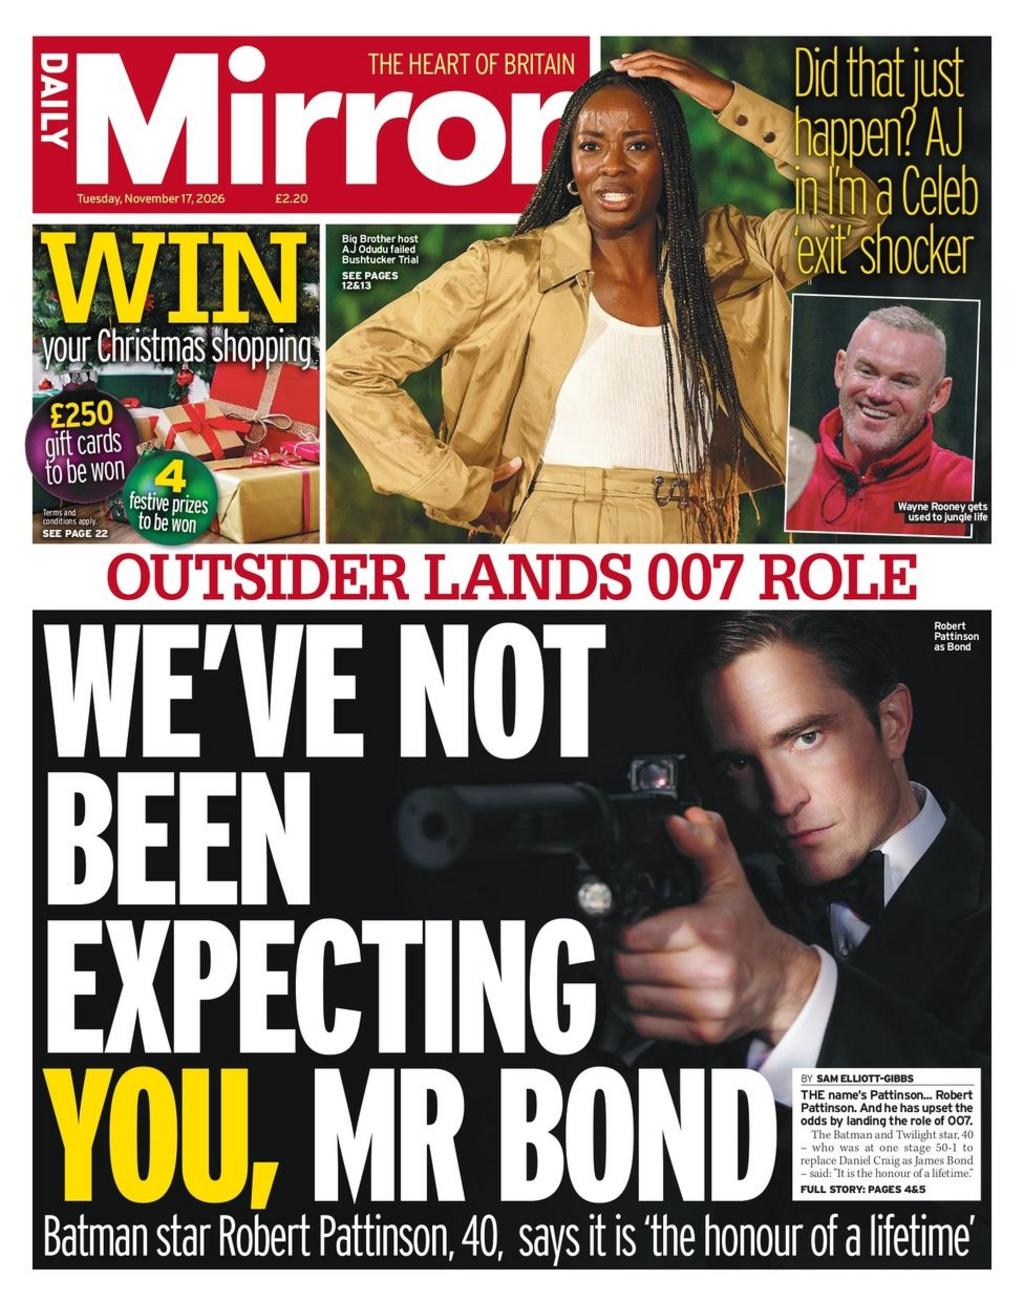 DAILY
Mirror
THE HEART OF BRITAIN
Tuesday, November 17, 2026 £2.20
Did that just
happen? AJ
in I'm a Celeb
'exit' shocker
WIN
your Christmas shopping
£250
gift cards
to be won
4
festive prizes
to be won
Terms and
conditions apply.
SEE PAGE 22
Big Brother host
AJ Odudu failed
Bushtucker Trial
SEE PAGES
12&13
Wayne Rooney gets
used to jungle life
OUTSIDER LANDS 007 ROLE
WE'VE NOT
BEEN
EXPECTING
YOU, MR BOND
Robert
Pattinson
as Bond
BY SAM ELLIOTT-GIBBS
THE name's Pattinson... Robert
Pattinson. And he has upset the
odds by landing the role of 007.
The Batman and Twilight star, 40
– who was at one stage 50-1 to
replace Daniel Craig as James Bond
– said: "It is the honour of a lifetime."
FULL STORY: PAGES 4&5
Batman star Robert Pattinson, 40, says it is 'the honour of a lifetime'